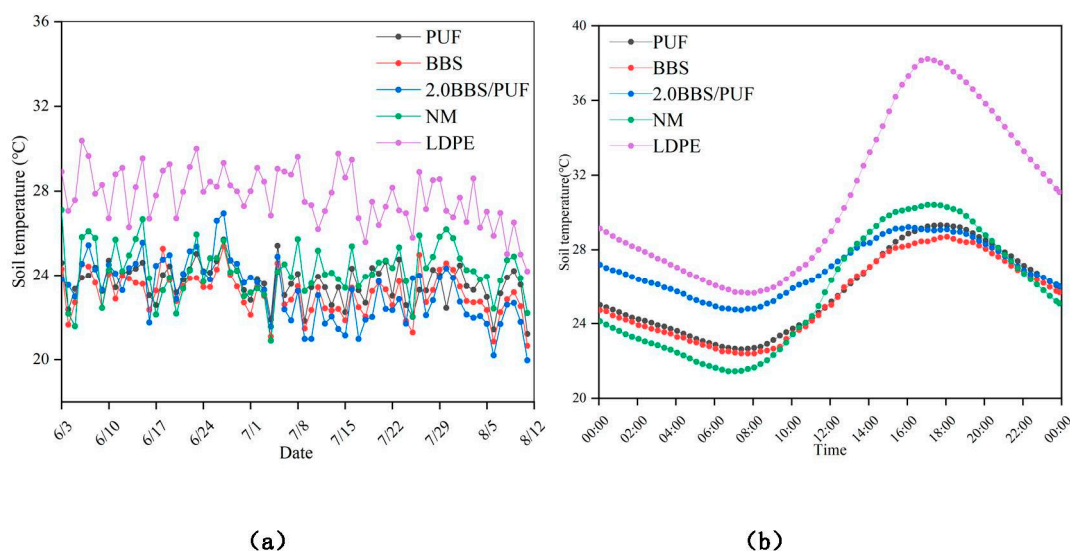 36
32
28
24
20
Soil temperature (℃)
PUF
BBS
2.0BBS/PUF
NM
LDPE
6/3
6/10
6/17
6/24
7/1
7/8
7/15
7/22
7/29
8/5
8/12
Date
(a)
40
36
32
28
24
20
Soil temperature(℃)
PUF
BBS
2.0BBS/PUF
NM
LDPE
00:00
02:00
04:00
06:00
08:00
10:00
12:00
14:00
16:00
18:00
20:00
22:00
00:00
Time
(b)